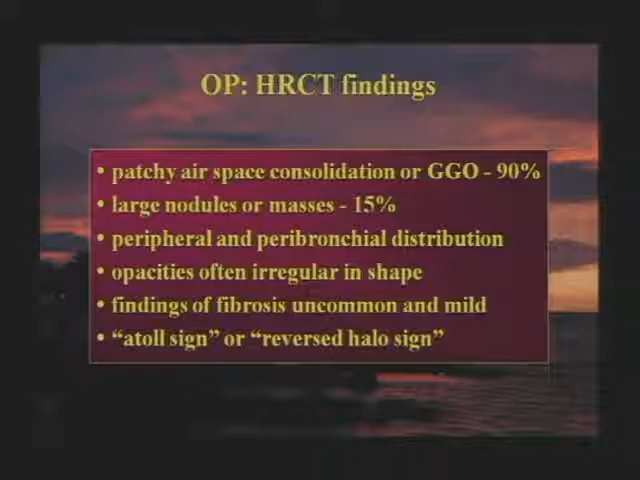 OP: HRCT findings
• patchy air space consolidation or GGO - 90%
• large nodules or masses - 15%
• peripheral and peribronchial distribution
• opacities often irregular in shape
• findings of fibrosis uncommon and mild
• “atoll sign” or “reversed halo sign”